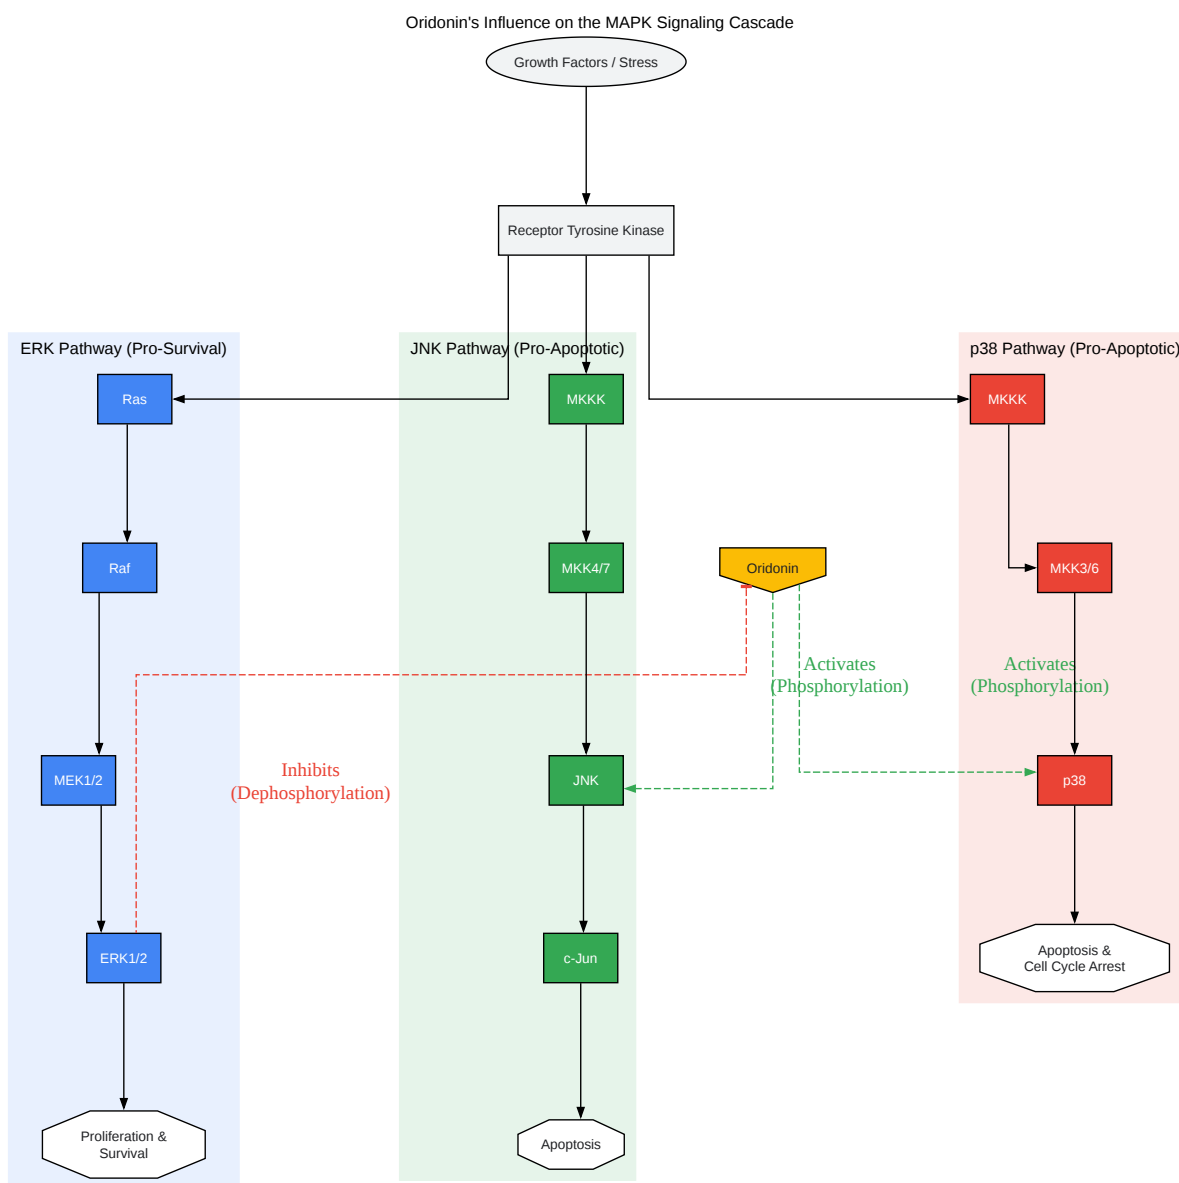 Oridonin's Influence on the MAPK Signaling Cascade
Growth Factors / Stress
Receptor Tyrosine Kinase
ERK Pathway (Pro-Survival)
JNK Pathway (Pro-Apoptotic)
p38 Pathway (Pro-Apoptotic)
Ras
MKKK
MKKK
Raf
MKK4/7
Oridonin
MKK3/6
Activates
(Phosphorylation)
Activates
(Phosphorylation)
MEK1/2
Inhibits
(Dephosphorylation)
JNK
p38
ERK1/2
c-Jun
Apoptosis &
Cell Cycle Arrest
Proliferation &
Survival
Apoptosis